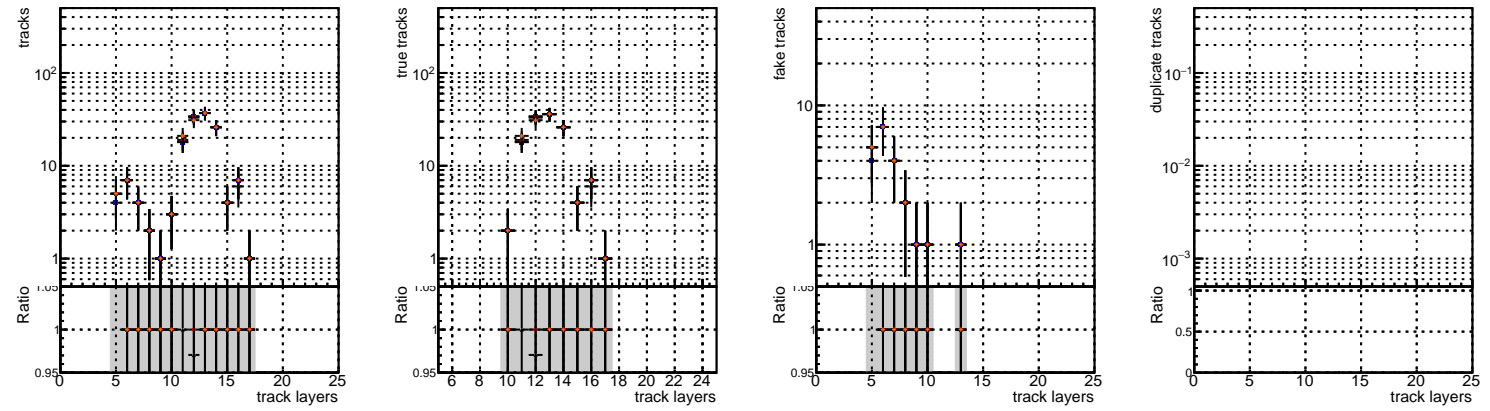 tracks
10²
10
1
Ratio
1.05
1
0.95
0 5 10 15 20 25
track layers
true tracks
10²
10
1
Ratio
1.05
1
0.95
6 8 10 12 14 16 18 20 22 24
track layers
fake tracks
10
1
Ratio
1.05
1
0.95
0 5 10 15 20 25
track layers
duplicate tracks
10⁻¹
10⁻²
10⁻³
Ratio
1
0.5
0
0 5 10 15 20 25
track layers